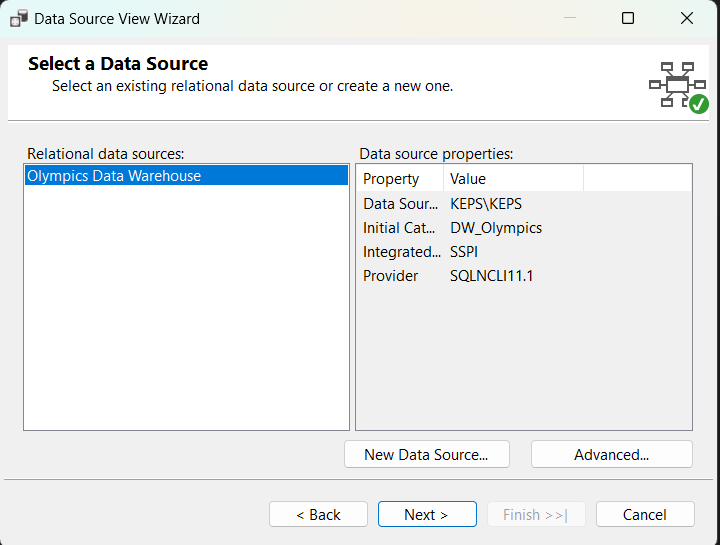 Data Source View Wizard
Select a Data Source
Select an existing relational data source or create a new one.
Relational data sources:
Olympics Data Warehouse
Data source properties:
Property Value
Data Sour... KEPS\KEPS
Initial Cat... DW_Olympics
Integrated... SSPI
Provider SQLNCLI11.1
New Data Source... Advanced...
< Back Next > Finish >>| Cancel